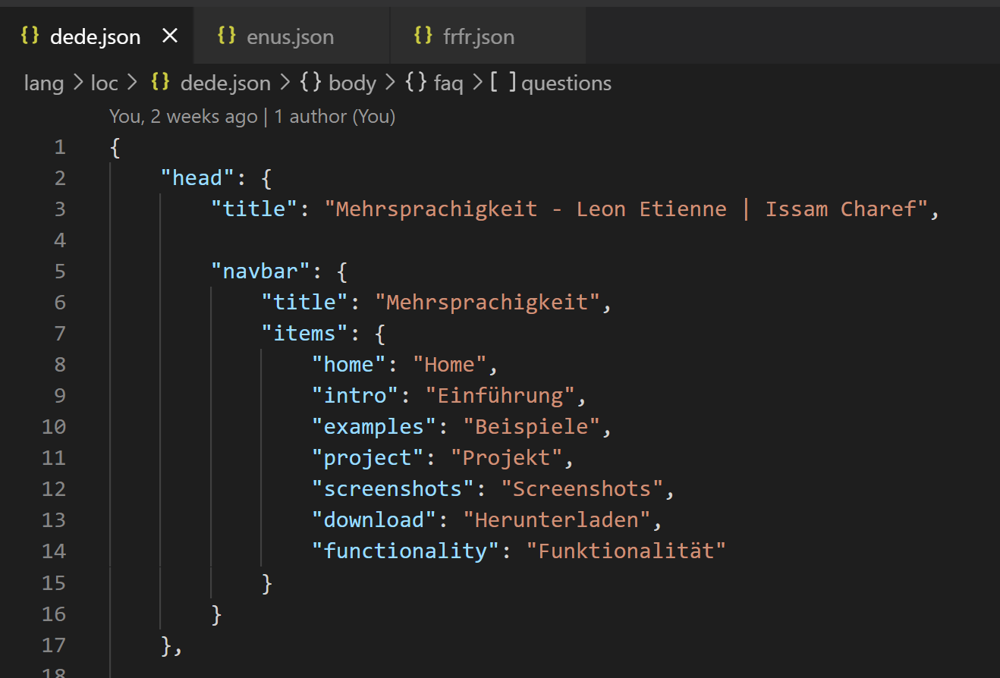 {} dede.json × {} enus.json {} frfr.json
lang > loc > {} dede.json > {} body > {} faq > [ ] questions
You, 2 weeks ago | 1 author (You)
1 {
2 "head": {
3 "title": "Mehrsprachigkeit - Leon Etienne | Issam Charef",
4
5 "navbar": {
6 "title": "Mehrsprachigkeit",
7 "items": {
8 "home": "Home",
9 "intro": "Einführung",
10 "examples": "Beispiele",
11 "project": "Projekt",
12 "screenshots": "Screenshots",
13 "download": "Herunterladen",
14 "functionality": "Funktionalität"
15 }
16 }
17 },
18